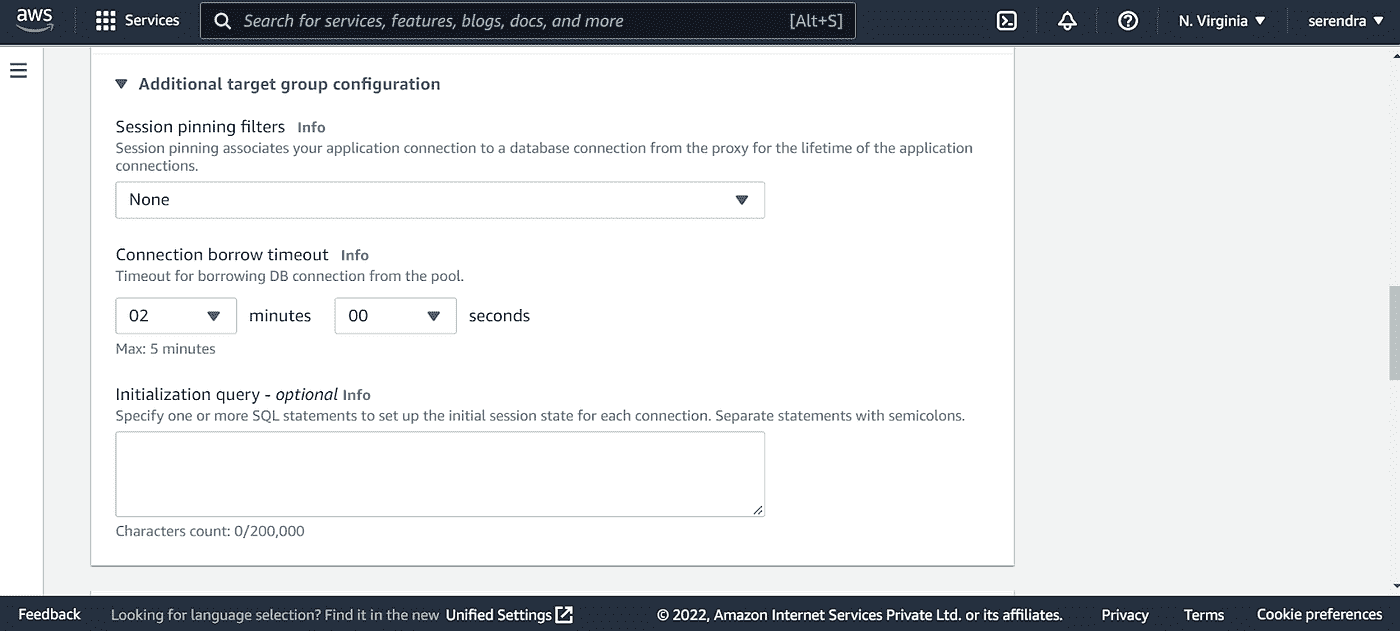 aws
Services
Search for services, features, blogs, docs, and more
[Alt+S]
N. Virginia
serendra
Additional target group configuration
Session pinning filters Info
Session pinning associates your application connection to a database connection from the proxy for the lifetime of the application
connections.
None
Connection borrow timeout Info
Timeout for borrowing DB connection from the pool.
02 minutes 00 seconds
Max: 5 minutes
Initialization query - optional Info
Specify one or more SQL statements to set up the initial session state for each connection. Separate statements with semicolons.
Characters count: 0/200,000
Feedback
Looking for language selection? Find it in the new Unified Settings
© 2022, Amazon Internet Services Private Ltd. or its affiliates.
Privacy
Terms
Cookie preferences